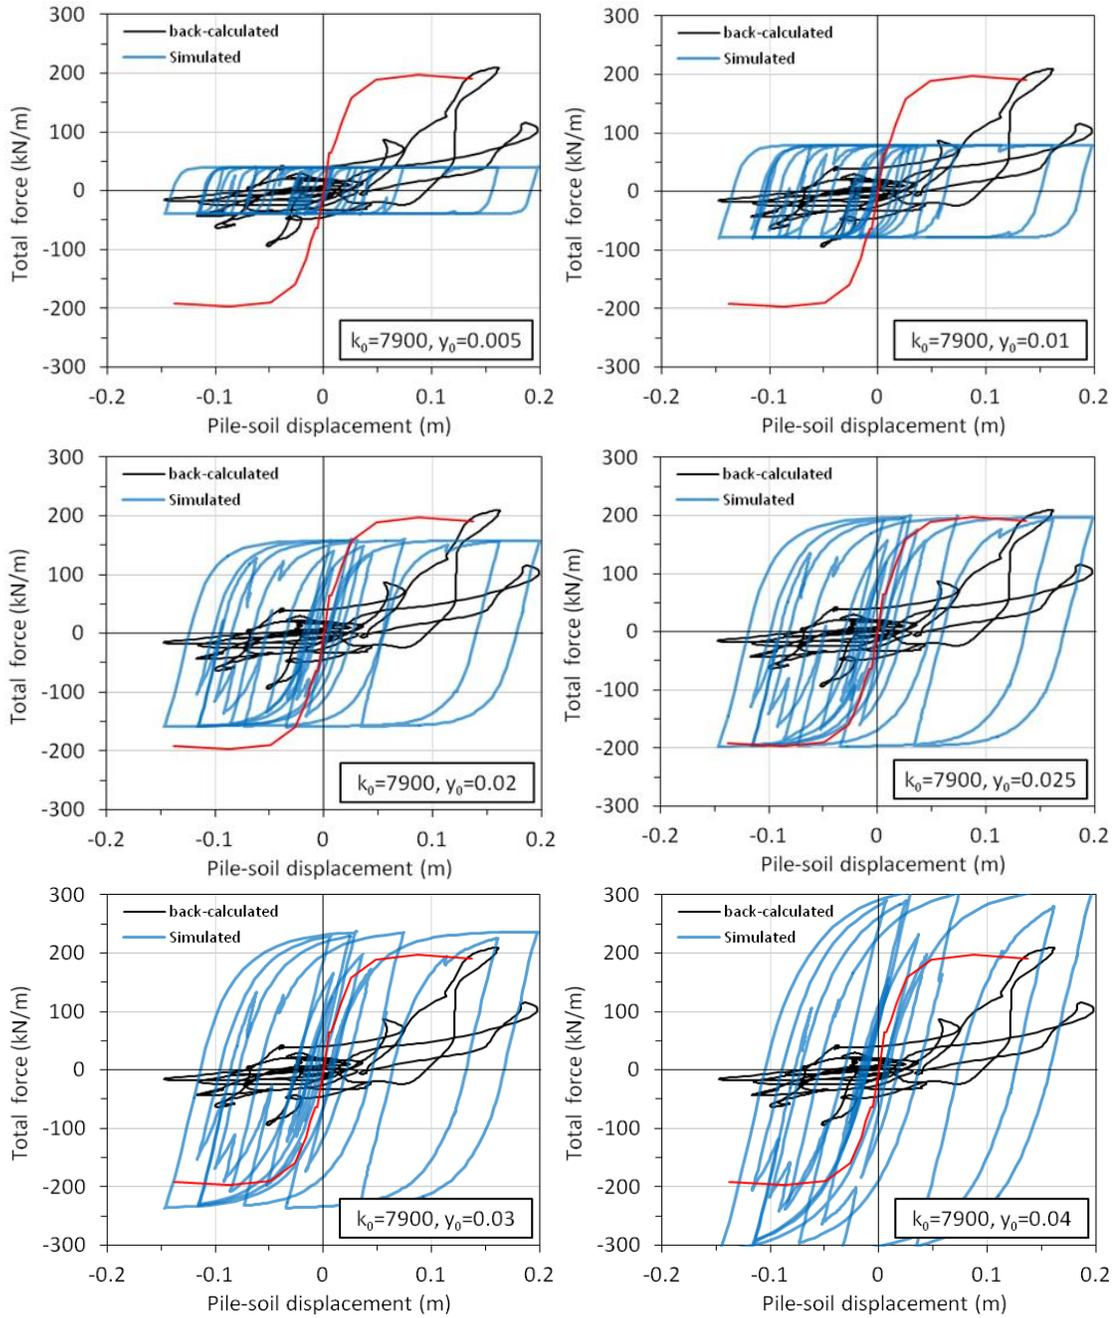 300
200
100
0
-100
-200
-300
-0.2 -0.1 0 0.1 0.2
Total force (kN/m)
Pile-soil displacement (m)
back-calculated
Simulated
k₀=7900, y₀=0.005
300
200
100
0
-100
-200
-300
-0.2 -0.1 0 0.1 0.2
Total force (kN/m)
Pile-soil displacement (m)
back-calculated
Simulated
k₀=7900, y₀=0.01
300
200
100
0
-100
-200
-300
-0.2 -0.1 0 0.1 0.2
Total force (kN/m)
Pile-soil displacement (m)
back-calculated
Simulated
k₀=7900, y₀=0.02
300
200
100
0
-100
-200
-300
-0.2 -0.1 0 0.1 0.2
Total force (kN/m)
Pile-soil displacement (m)
back-calculated
Simulated
k₀=7900, y₀=0.025
300
200
100
0
-100
-200
-300
-0.2 -0.1 0 0.1 0.2
Total force (kN/m)
Pile-soil displacement (m)
back-calculated
Simulated
k₀=7900, y₀=0.03
300
200
100
0
-100
-200
-300
-0.2 -0.1 0 0.1 0.2
Total force (kN/m)
Pile-soil displacement (m)
back-calculated
Simulated
k₀=7900, y₀=0.04